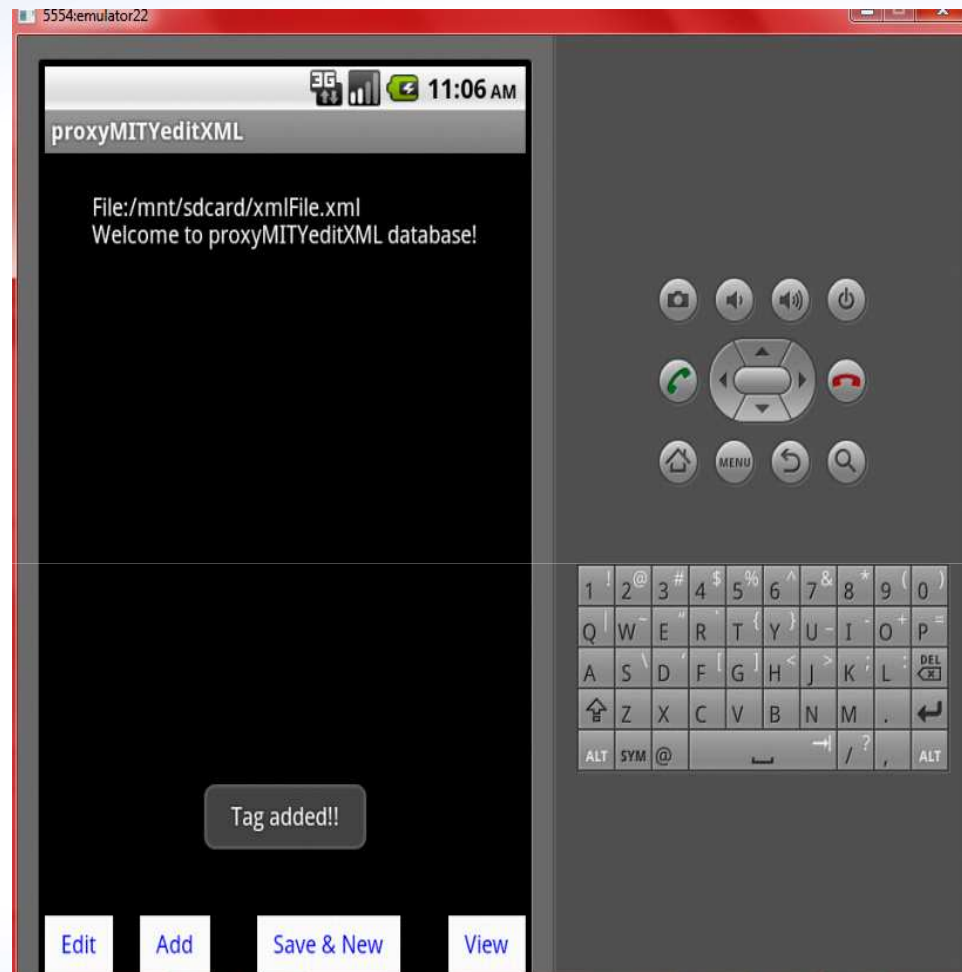 5554:emulator22
3G 11:06 AM
proxyMITYeditXML
File:/mnt/sdcard/xmlFile.xml
Welcome to proxyMITYeditXML database!
MENU
1 ! 2 @ 3 # 4 $ 5 % 6 ^ 7 & 8 * 9 ( 0 )
Q | W ~ E " R ` T { Y } U - I - O + P =
A S \ D ' F [ G ] H < J > K ; L : DEL
Z X C V B N M .
ALT SYM @ / ? , ALT
Tag added!!
Edit Add Save & New View